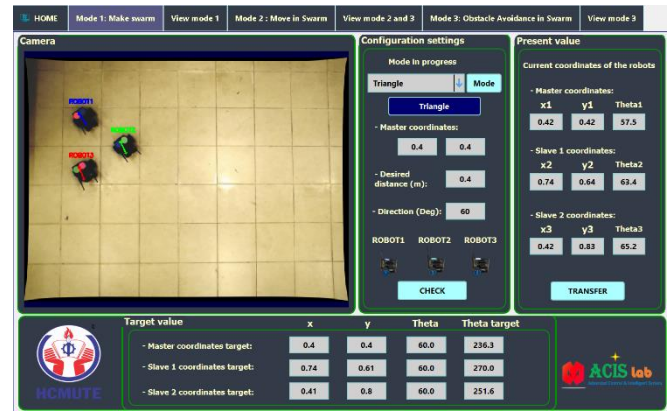 HOME Mode 1: Make swarm View mode 1 Mode 2 : Move in Swarm View mode 2 and 3 Mode 3: Obstacle Avoidance in Swarm View mode 3
Camera
ROBOT1
ROBOT3
Configuration settings
Mode in progress
Triangle Mode
Triangle
- Master coordinates:
0.4 0.4
- Desired
distance (m): 0.4
- Direction (Deg): 60
ROBOT1 ROBOT2 ROBOT3
CHECK
Present value
Current coordinates of the robots
- Master coordinates:
x1 y1 Theta1
0.42 0.42 57.5
- Slave 1 coordinates:
x2 y2 Theta2
0.74 0.64 63.4
- Slave 2 coordinates:
x3 y3 Theta3
0.42 0.83 65.2
TRANSFER
HCMUTE
Target value x y Theta Theta target
- Master coordinates target: 0.4 0.4 60.0 236.3
- Slave 1 coordinates target: 0.74 0.61 60.0 270.0
- Slave 2 coordinates target: 0.41 0.8 60.0 251.6
ACIS Lab